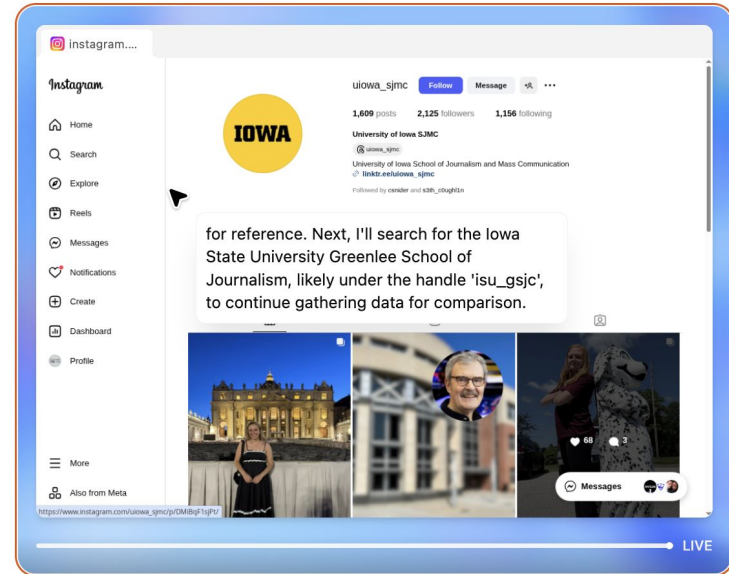 instagram....
Instagram
Home
Search
Explore
Reels
Messages
Notifications
Create
Dashboard
Profile
More
Also from Meta
IOWA
uiowa_sjmc Follow Message
1,609 posts 2,125 followers 1,156 following
University of Iowa SJMC
uiowa_sjmc
University of Iowa School of Journalism and Mass Communication
linktr.ee/uiowa_sjmc
Followed by csnider and s3th_c0ughl1n
for reference. Next, I'll search for the Iowa
State University Greenlee School of
Journalism, likely under the handle 'isu_gsjc',
to continue gathering data for comparison.
68 3
Messages
https://www.instagram.com/uiowa_sjmc/p/DMiBqF1sjPt/
LIVE